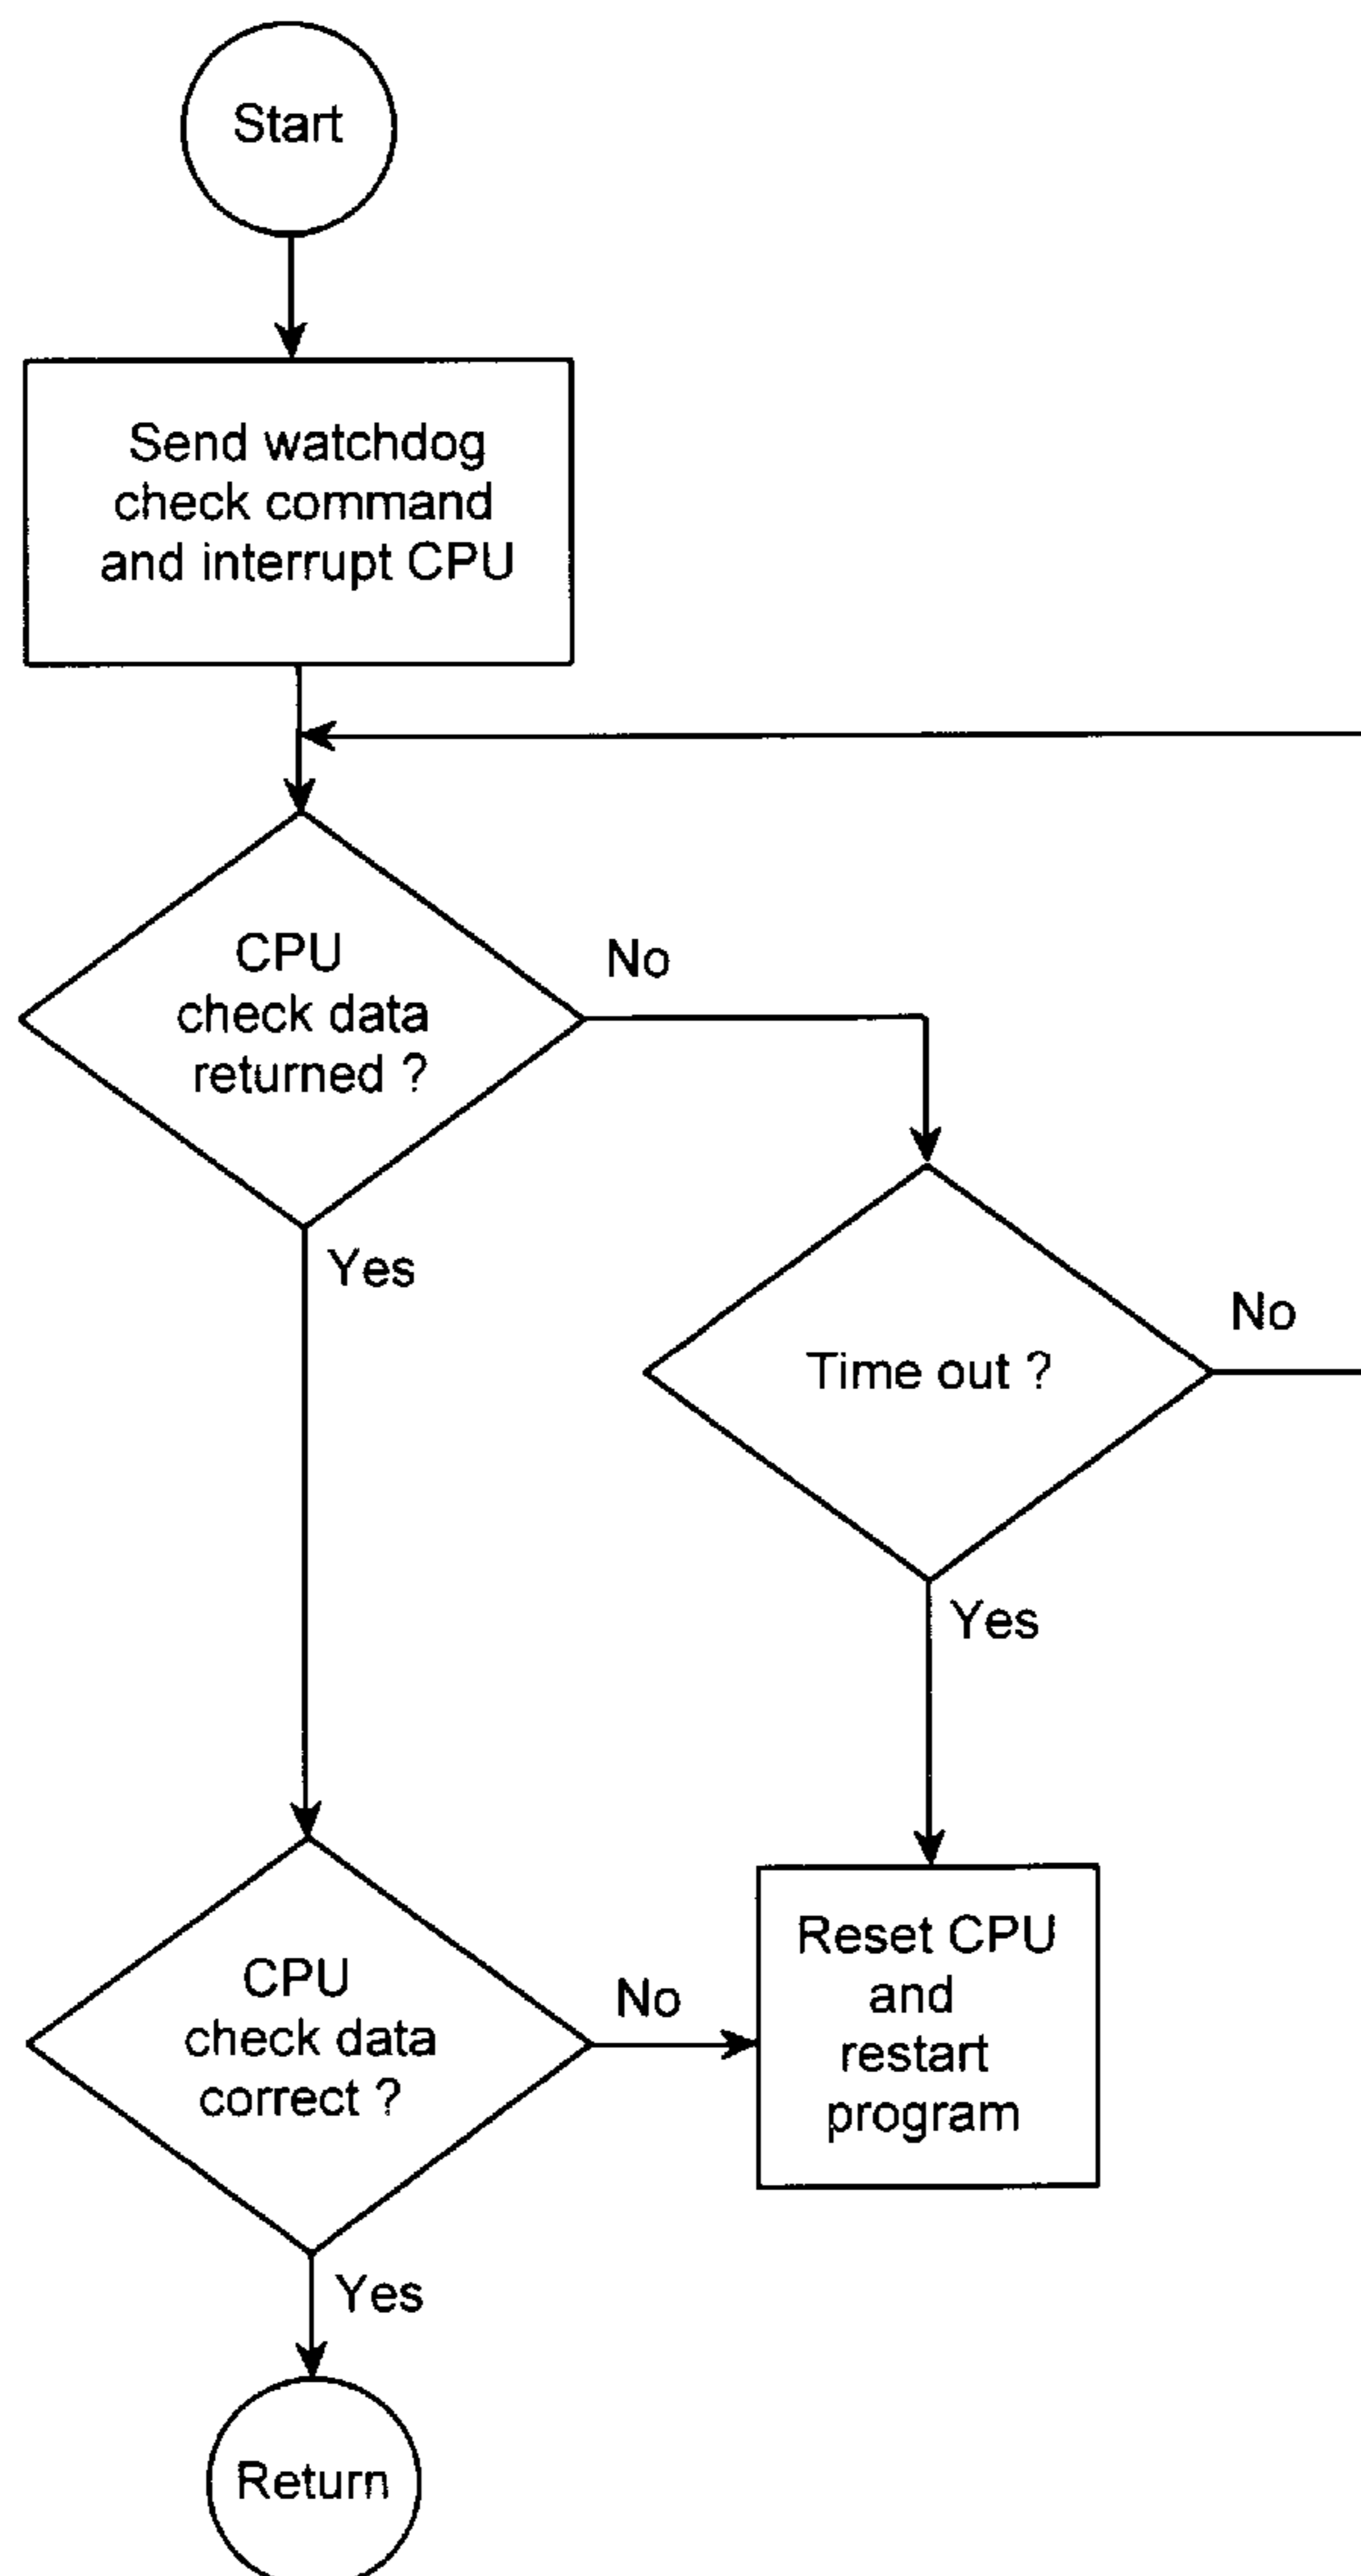 Start
Send watchdog
check command
and interrupt CPU
CPU
check data
returned ?
No
Yes
Time out ?
No
Yes
CPU
check data
correct ?
No
Reset CPU
and
restart
program
Yes
Return